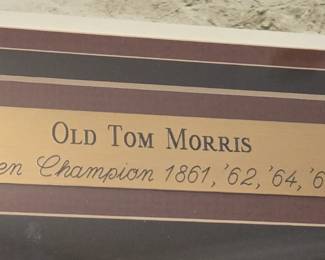 OLD TOM MORRIS
en Champion 1861, '62, '64, '6